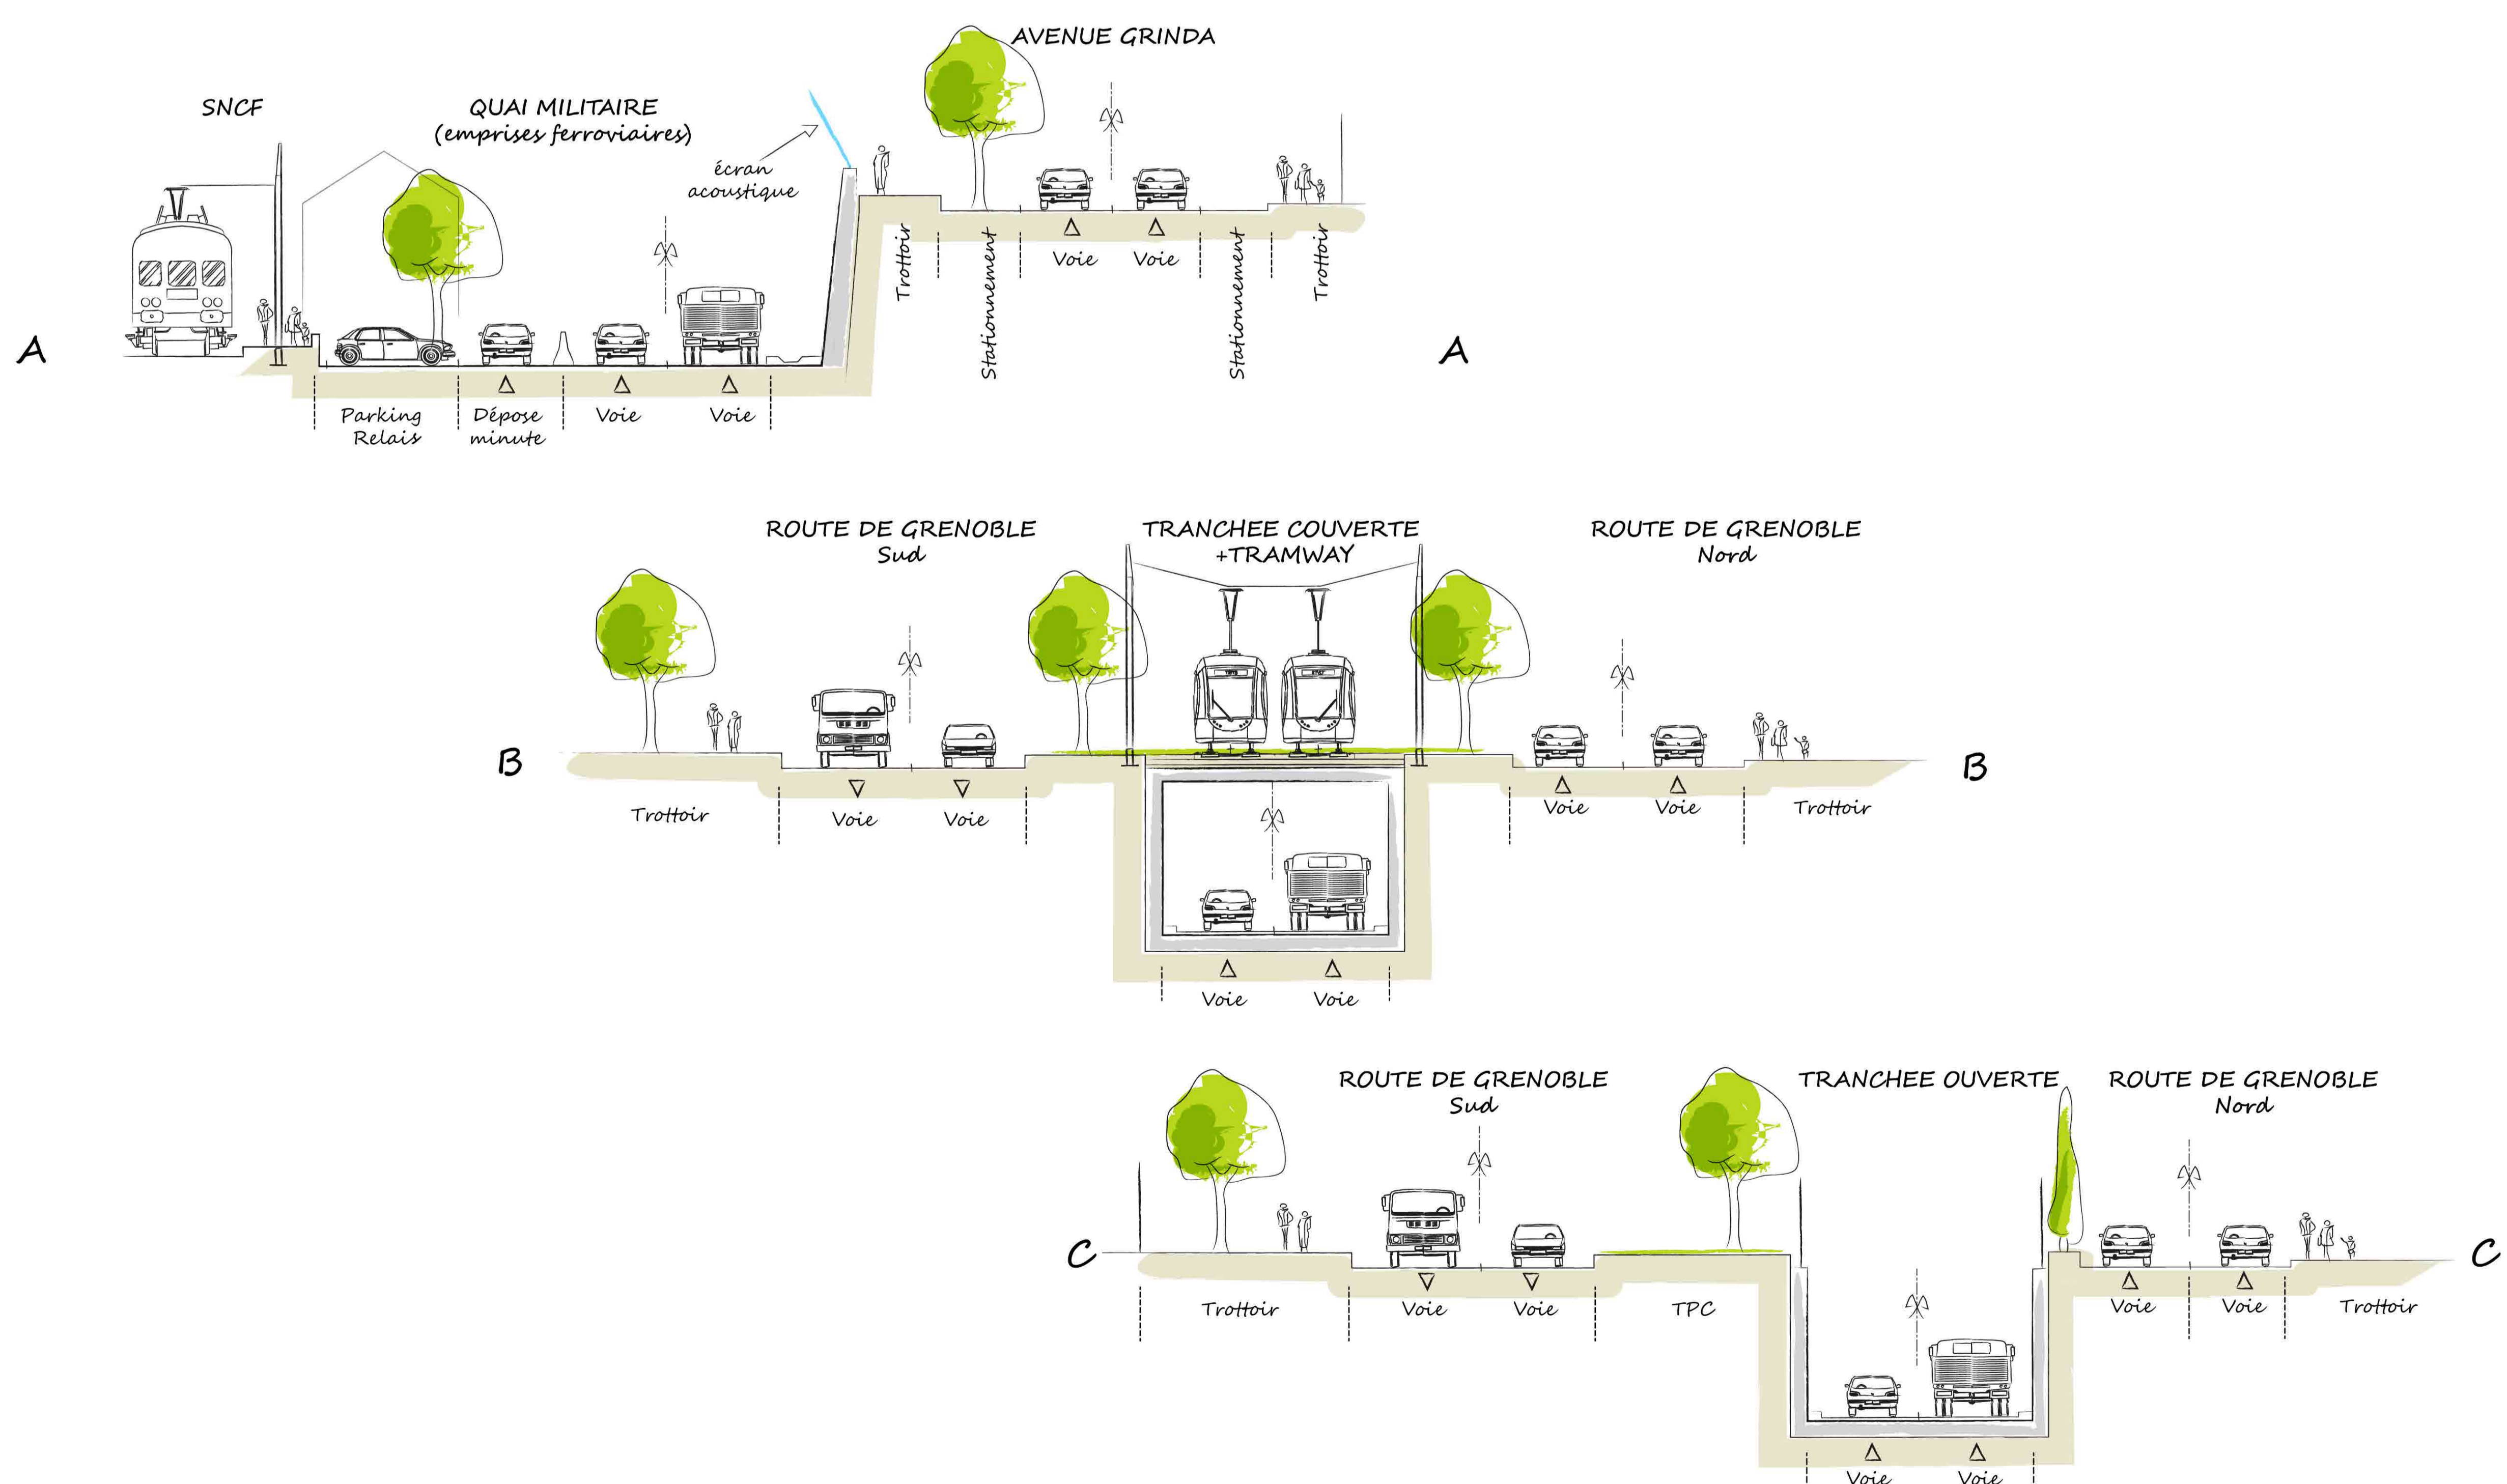 AVENUE GRINDA
SNCF
QUAI MILITAIRE
(emprises ferroviaires)
écran
acoustique
Trottoir
Stationnement
Voie
Voie
Stationnement
Trottoir
A
A
Parking
Relais
Dépose
minute
Voie
Voie
ROUTE DE GRENOBLE
Sud
TRANCHEE COUVERTE
+TRAMWAY
ROUTE DE GRENOBLE
Nord
B
B
Trottoir
Voie
Voie
Voie
Voie
Trottoir
Voie
Voie
ROUTE DE GRENOBLE
Sud
TRANCHEE OUVERTE
ROUTE DE GRENOBLE
Nord
C
C
Trottoir
Voie
Voie
TPC
Voie
Voie
Trottoir
Voie
Voie